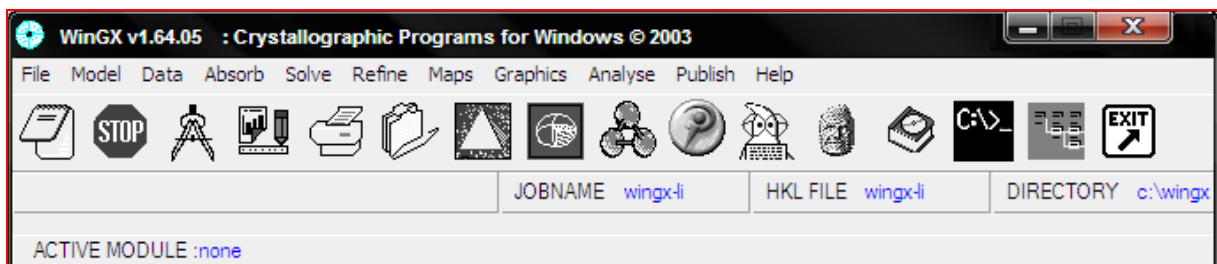 WinGX v1.64.05 : Crystallographic Programs for Windows © 2003
File Model Data Absorb Solve Refine Maps Graphics Analyse Publish Help
STOP C:\>_ EXIT
JOBNAME wingx-li HKL FILE wingx-li DIRECTORY c:\wingx
ACTIVE MODULE :none